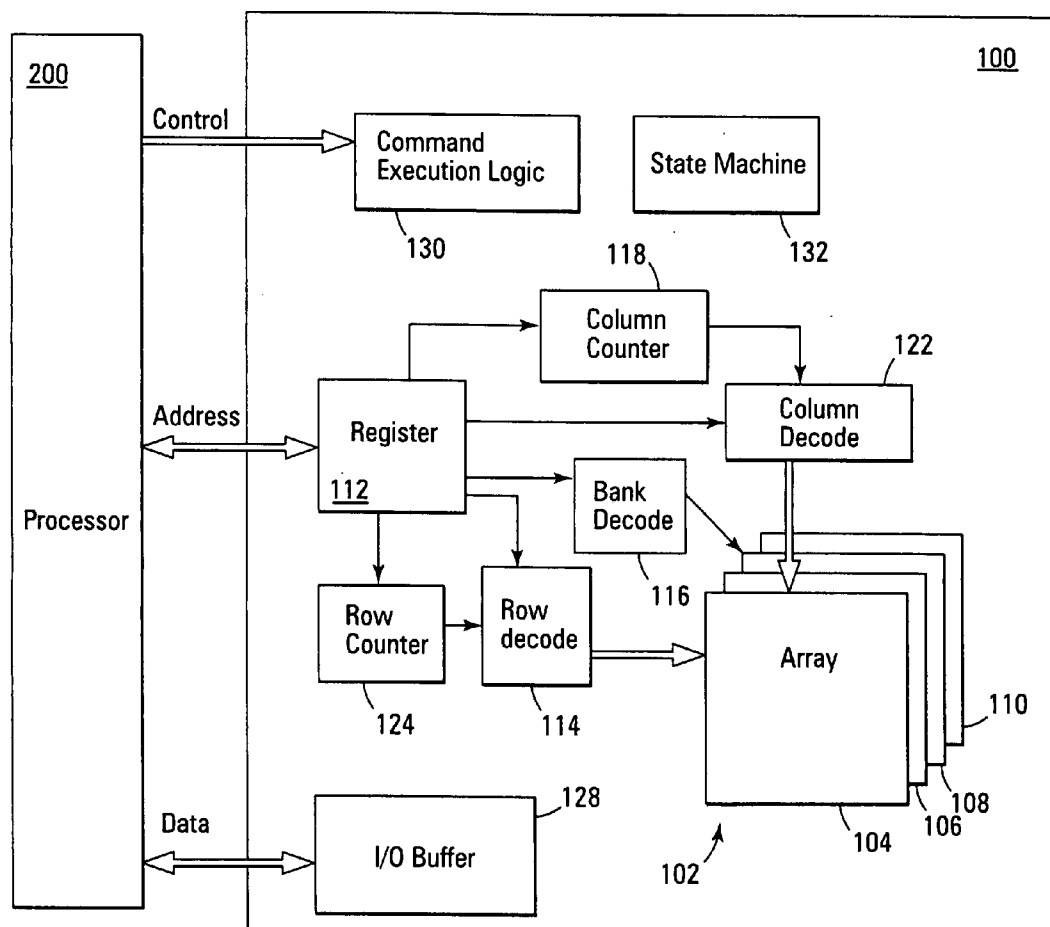 200
100
Control
Command
Execution Logic
State Machine
130
132
118
Column
Counter
122
Column
Decode
Address
Register
112
Bank
Decode
116
Processor
Row
Counter
Row
decode
Array
124
114
110
108
106
104
102
Data
128
I/O Buffer